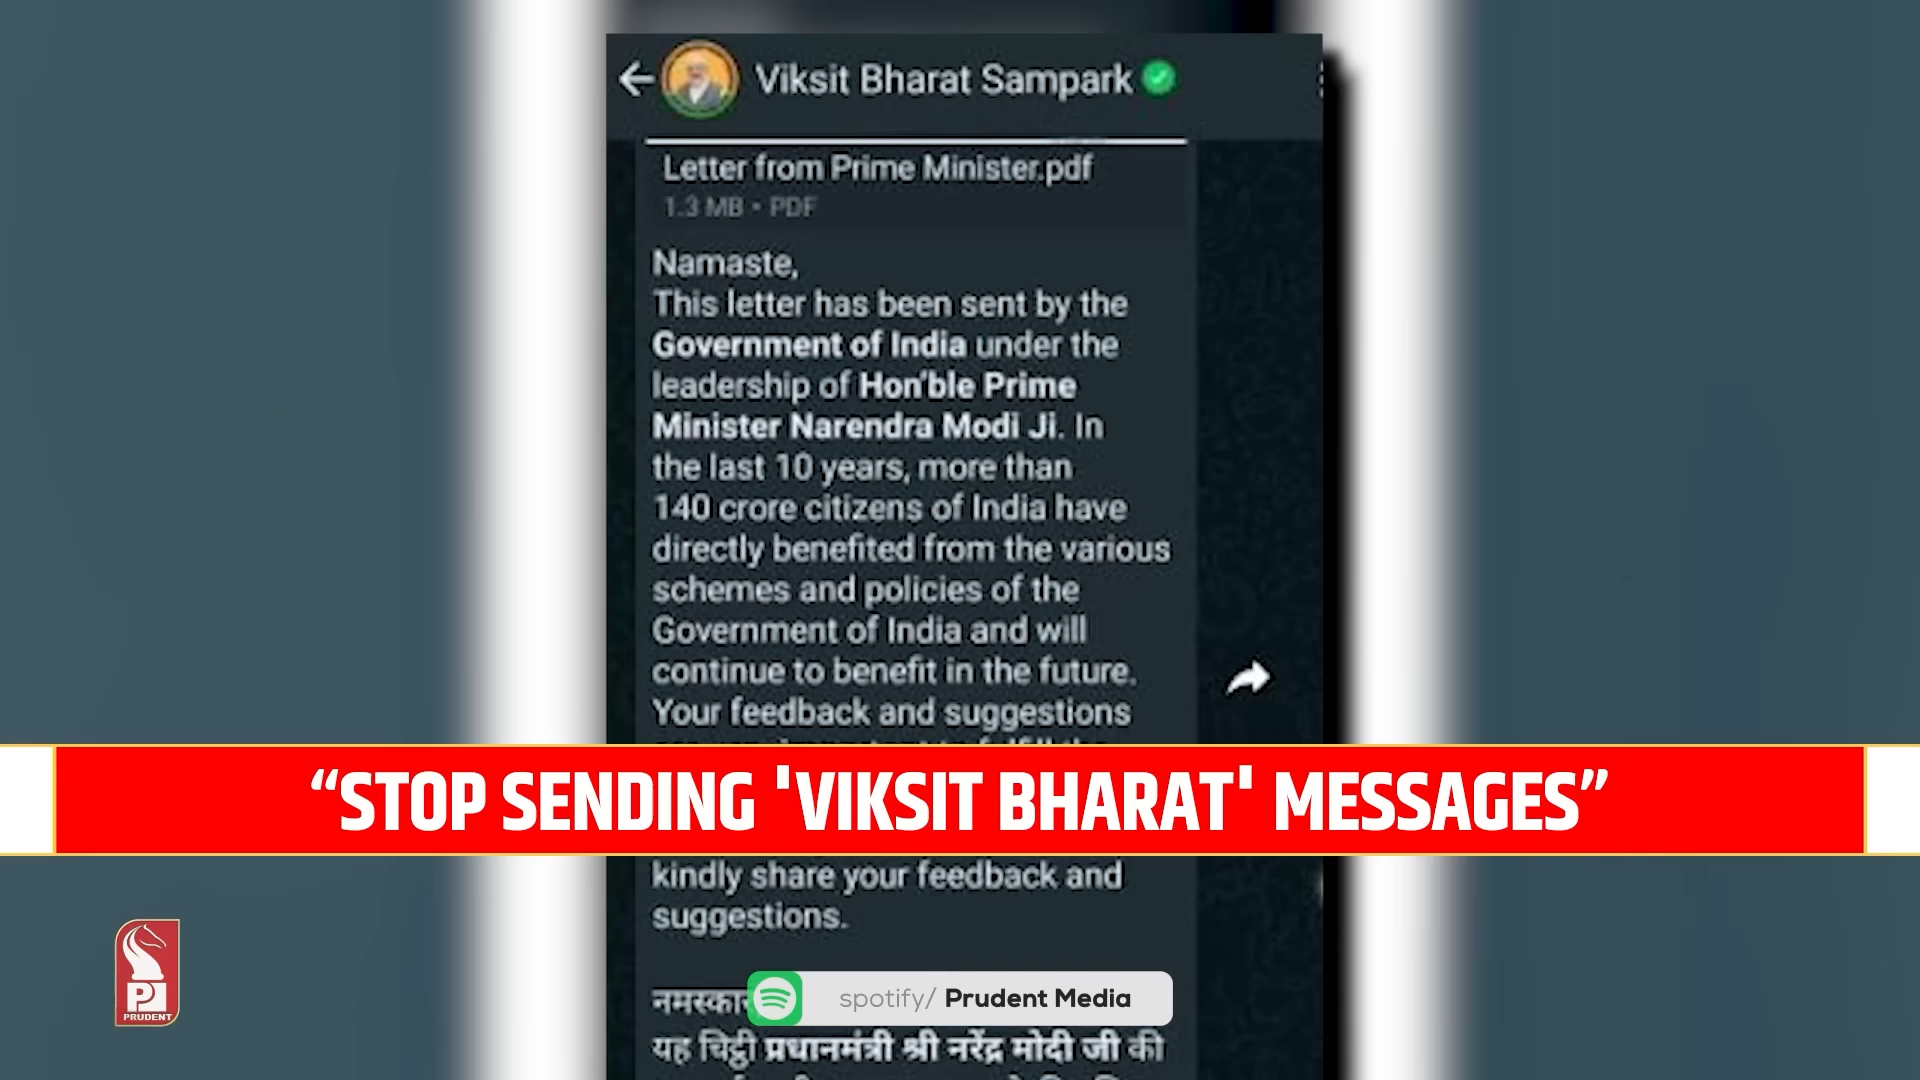 Viksit Bharat Sampark
Letter from Prime Minister.pdf
1.3 MB • PDF
Namaste,
This letter has been sent by the
Government of India under the
leadership of Hon'ble Prime
Minister Narendra Modi Ji. In
the last 10 years, more than
140 crore citizens of India have
directly benefited from the various
schemes and policies of the
Government of India and will
continue to benefit in the future.
Your feedback and suggestions
“STOP SENDING 'VIKSIT BHARAT' MESSAGES”
kindly share your feedback and
suggestions.
spotify/ Prudent Media
यह चिट्ठी प्रधानमंत्री श्री नरेंद्र मोदी जी की
PRUDENT